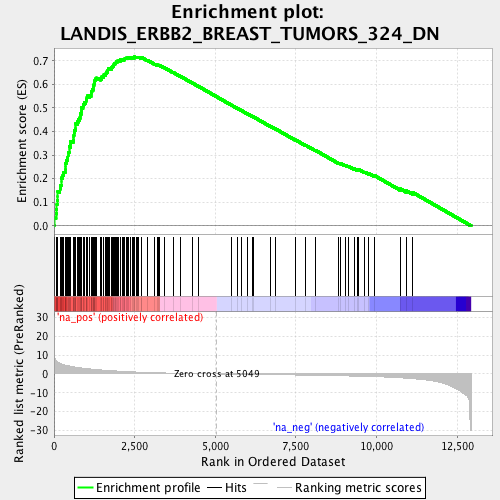 Enrichment plot:
LANDIS_ERBB2_BREAST_TUMORS_324_DN
Enrichment score (ES)
0.7
0.6
0.5
0.4
0.3
0.2
0.1
0.0
'na_pos' (positively correlated)
Ranked list metric (PreRanked)
30
20
10
0
-10
-20
-30
Zero cross at 5049
'na_neg' (negatively correlated)
0
2,500
5,000
7,500
10,000
12,500
Rank in Ordered Dataset
Enrichment profile
Hits
Ranking metric scores